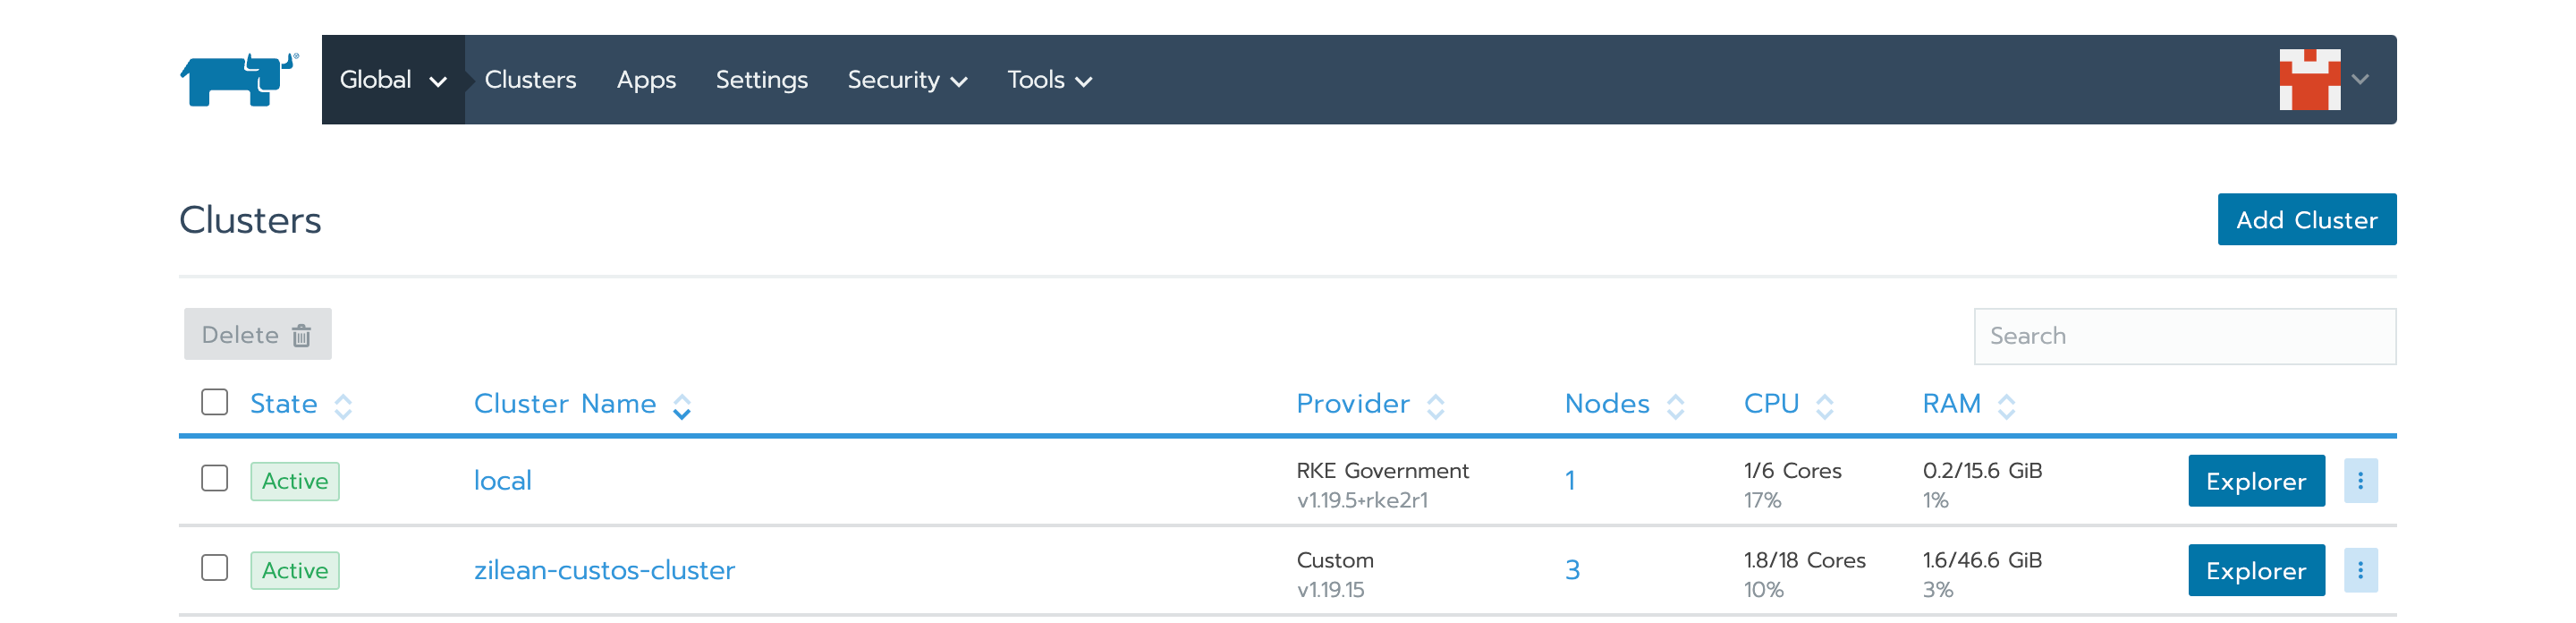 Global Clusters Apps Settings Security Tools
Clusters
Add Cluster
Delete
Search
State Cluster Name Provider Nodes CPU RAM
Active local RKE Government 1 1/6 Cores 0.2/15.6 GiB Explorer
v1.19.5+rke2r1 17% 1%
Active zilean-custos-cluster Custom 3 1.8/18 Cores 1.6/46.6 GiB Explorer
v1.19.15 10% 3%